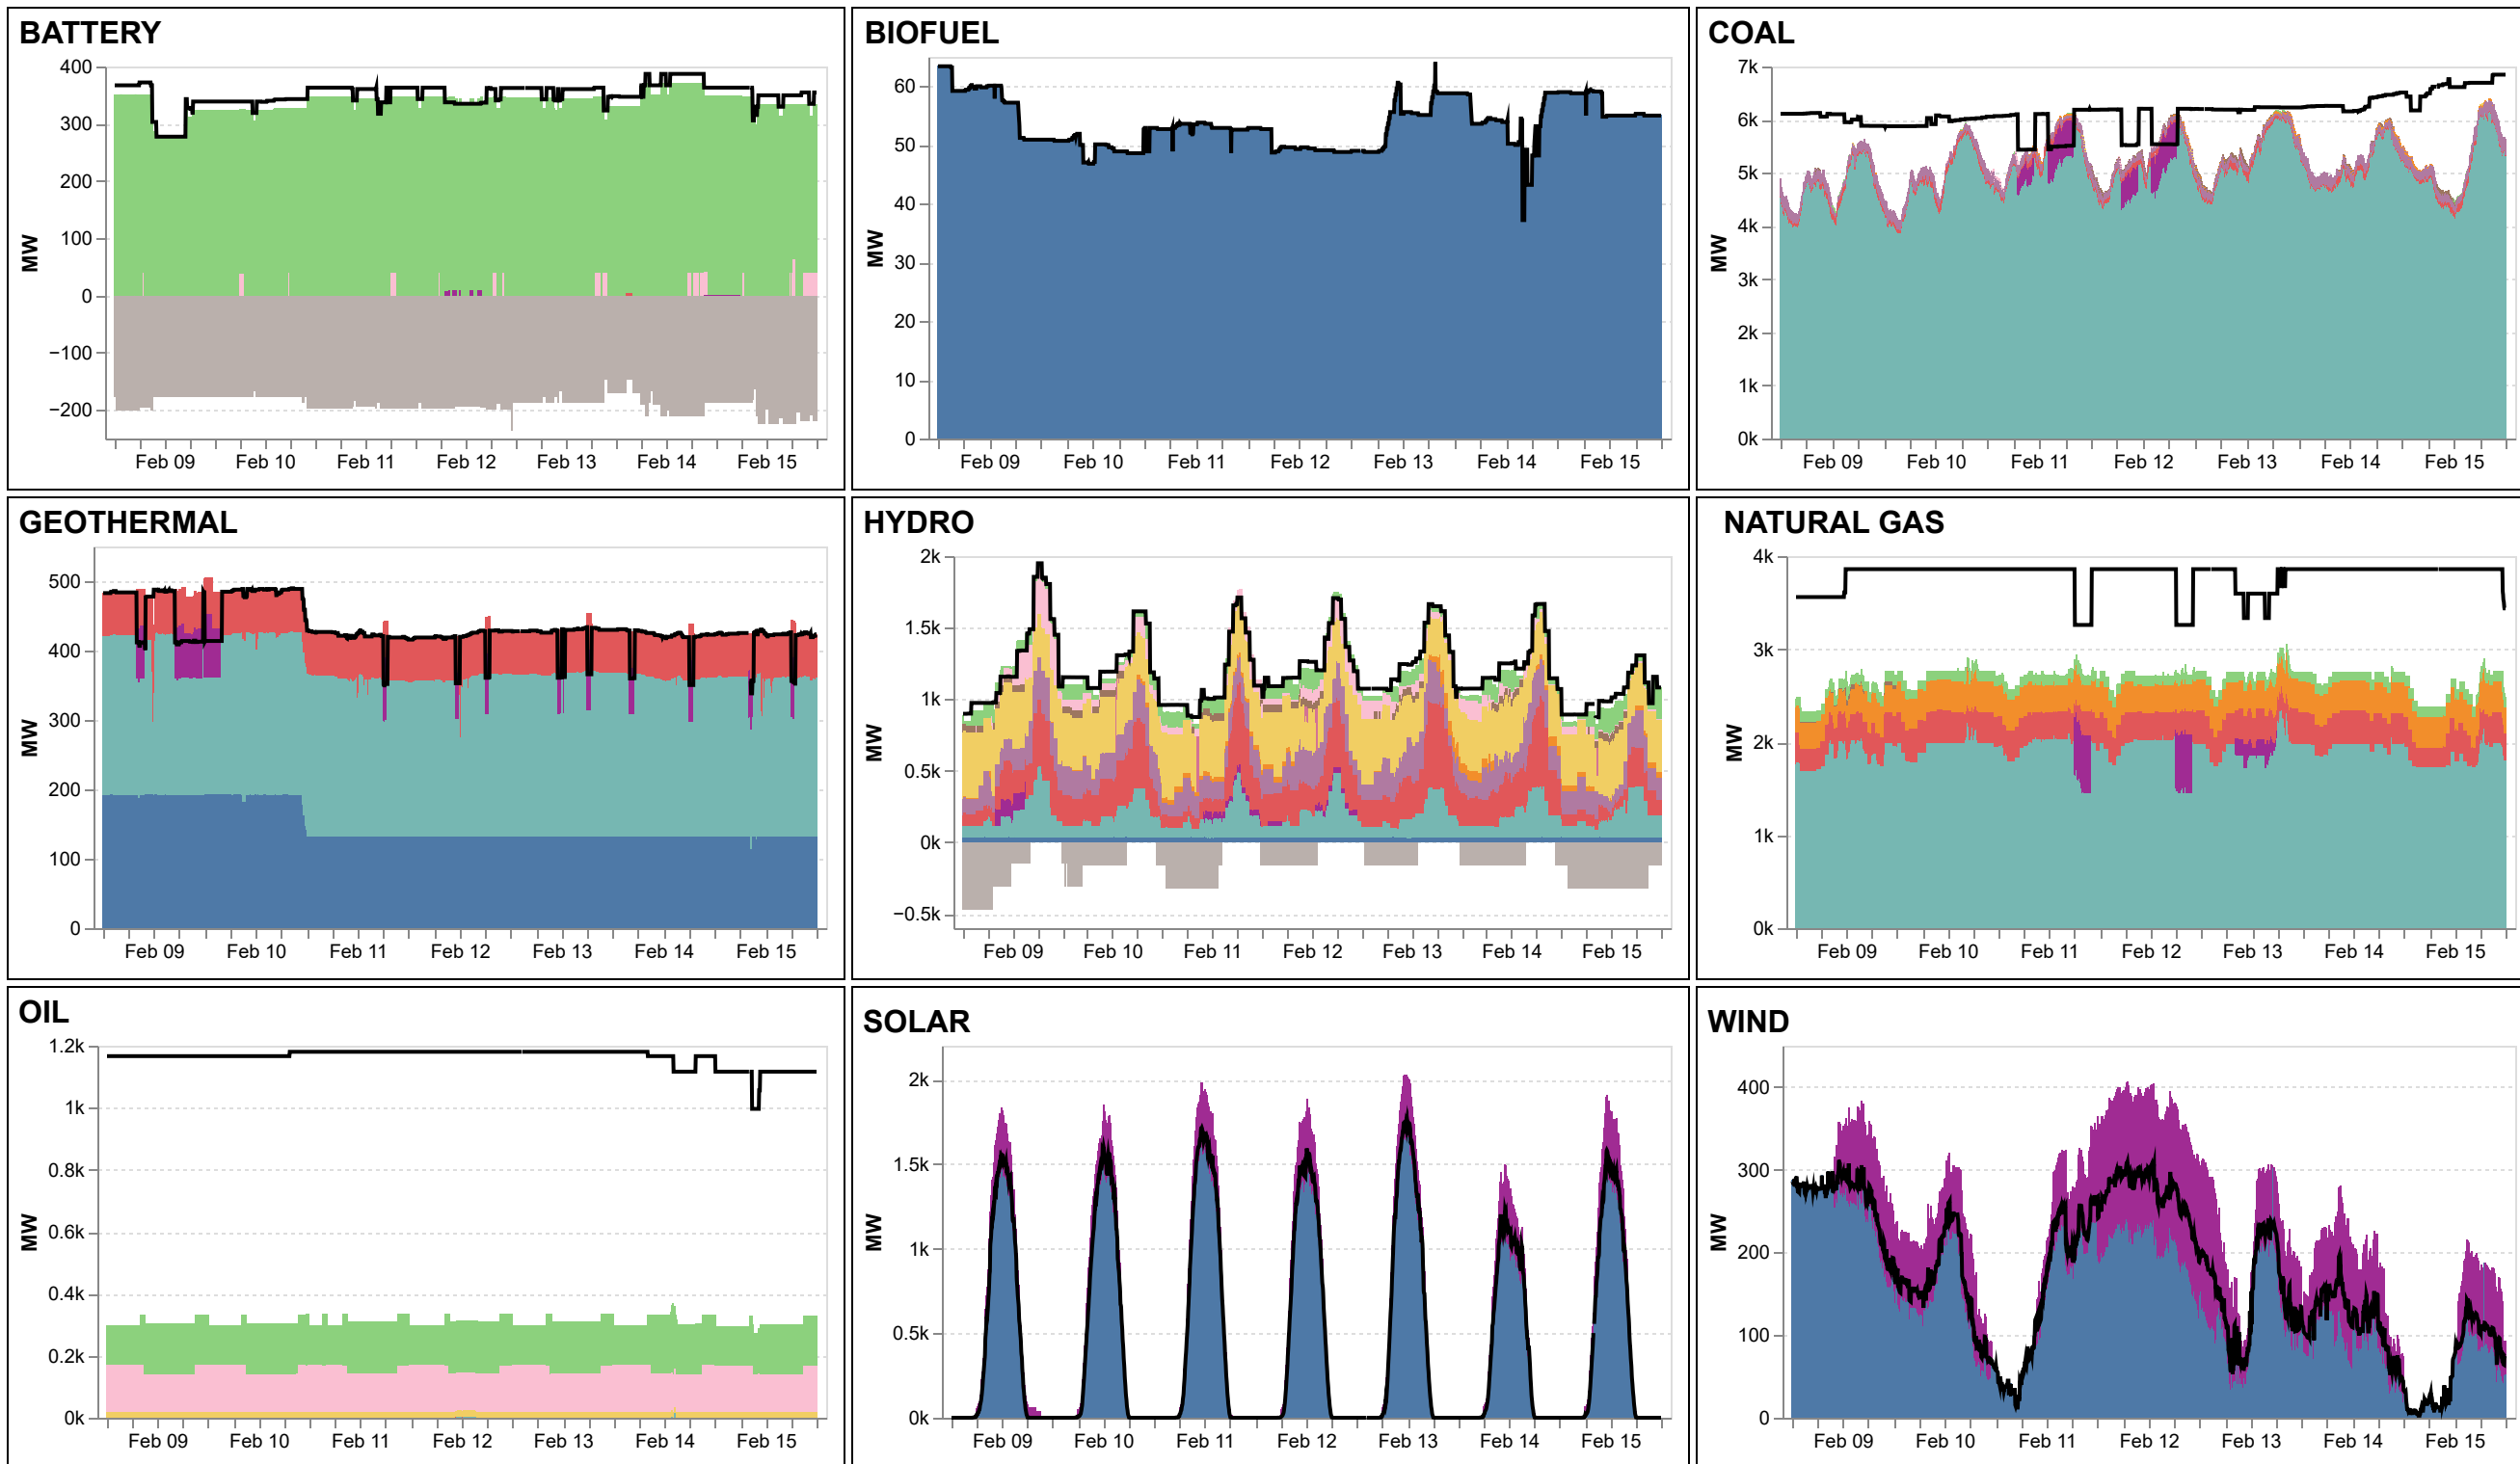 BATTERY
400
300
200
100
0
−100
−200
MW
Feb 09 Feb 10 Feb 11 Feb 12 Feb 13 Feb 14 Feb 15
BIOFUEL
60
50
40
30
20
10
0
MW
Feb 09 Feb 10 Feb 11 Feb 12 Feb 13 Feb 14 Feb 15
COAL
7k
6k
5k
4k
3k
2k
1k
0k
MW
Feb 09 Feb 10 Feb 11 Feb 12 Feb 13 Feb 14 Feb 15
GEOTHERMAL
500
400
300
200
100
0
MW
Feb 09 Feb 10 Feb 11 Feb 12 Feb 13 Feb 14 Feb 15
HYDRO
2k
1.5k
1k
0.5k
0k
−0.5k
MW
Feb 09 Feb 10 Feb 11 Feb 12 Feb 13 Feb 14 Feb 15
NATURAL GAS
4k
3k
2k
1k
0k
MW
Feb 09 Feb 10 Feb 11 Feb 12 Feb 13 Feb 14 Feb 15
OIL
1.2k
1k
0.8k
0.6k
0.4k
0.2k
0k
MW
Feb 09 Feb 10 Feb 11 Feb 12 Feb 13 Feb 14 Feb 15
SOLAR
2k
1.5k
1k
0.5k
0k
MW
Feb 09 Feb 10 Feb 11 Feb 12 Feb 13 Feb 14 Feb 15
WIND
400
300
200
100
0
MW
Feb 09 Feb 10 Feb 11 Feb 12 Feb 13 Feb 14 Feb 15